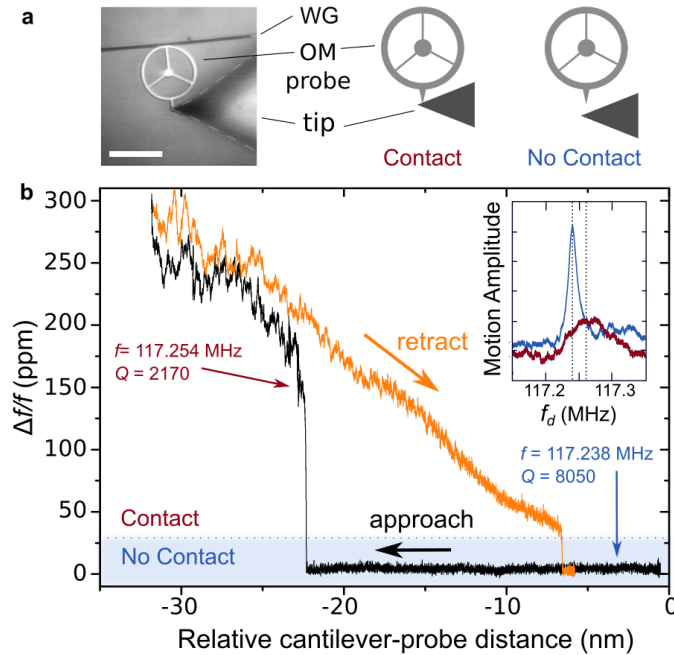 a
WG
OM
probe
tip
Contact
No Contact
b
300
250
200
150
100
50
0
Δf/f (ppm)
f= 117.254 MHz
Q = 2170
retract
Motion Amplitude
117.2
117.3
f_d (MHz)
f = 117.238 MHz
Q = 8050
Contact
approach
No Contact
-30
-20
-10
0
Relative cantilever-probe distance (nm)